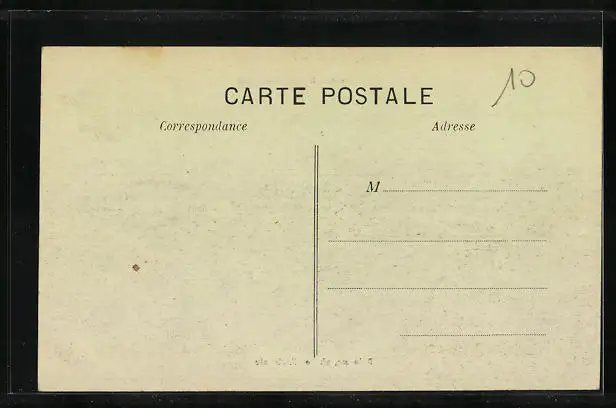 10
CARTE POSTALE
Correspondance
Adresse
M